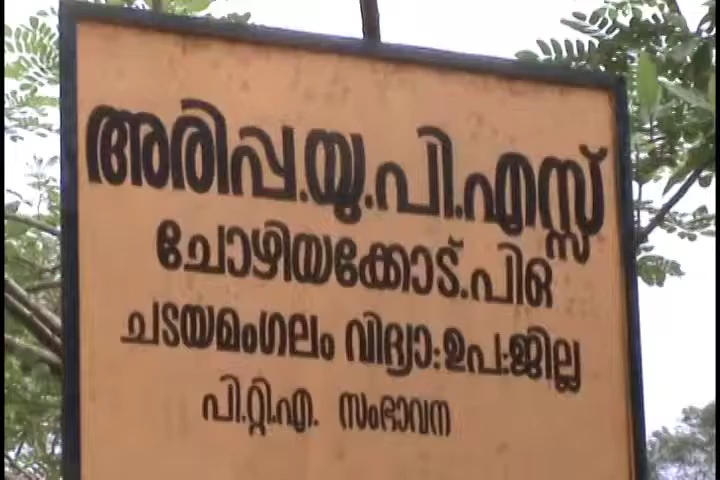 അരിപ്പ.യു.പി.എസ്സ്
ചോഴിയക്കോട്.പിഒ
ചടയമംഗലം വിദ്യാ:ഉപ:ജില്ല
പി.റ്റി.എ. സംഭാവന